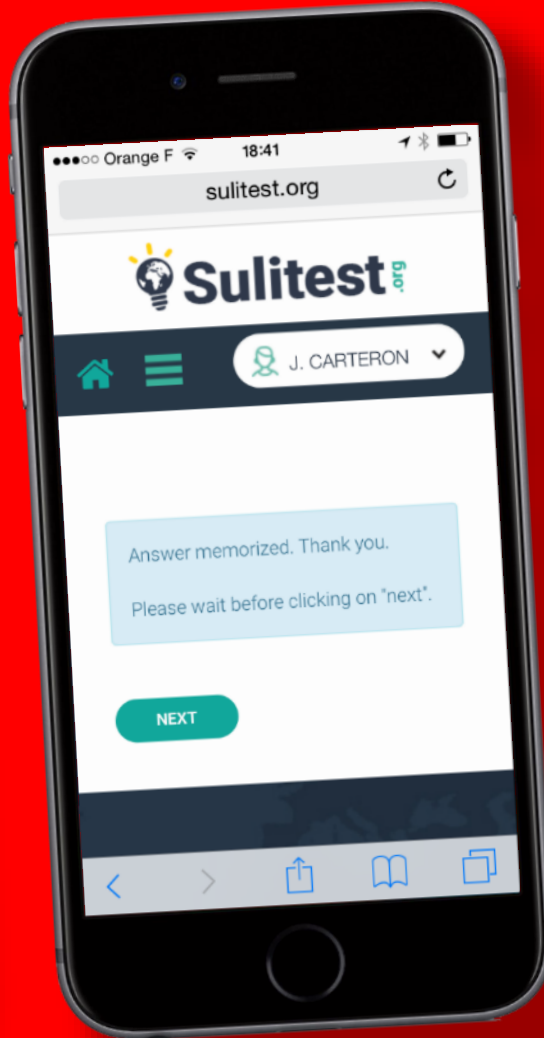 Orange F 18:41
sulitest.org
Sulitest .org
J. CARTERON
Answer memorized. Thank you.
Please wait before clicking on "next".
NEXT